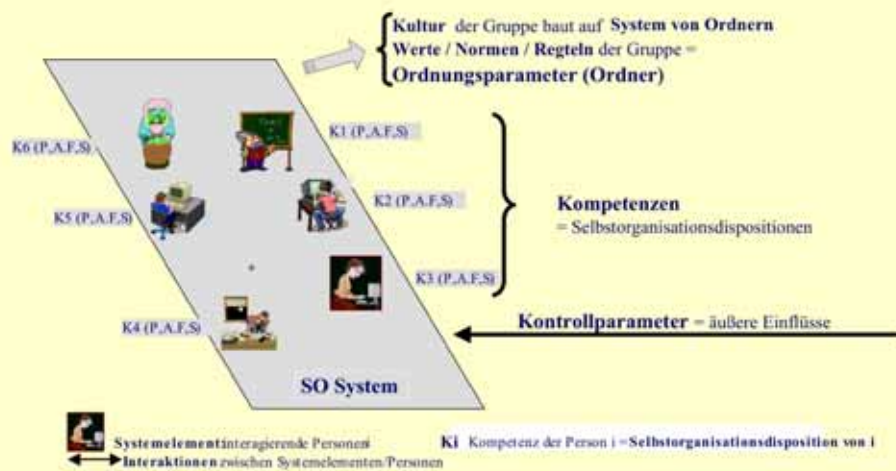 Kultur der Gruppe baut auf System von Ordnern
Werte / Normen / Regteln der Gruppe =
Ordnungsparameter (Ordner)
K1 (P,A.F,S)
K6 (P,A.F,S)
K2 (P,A.F,S)
K5 (P,A.F,S)
Kompetenzen
= Selbstorganisationsdispositionen
K3 (P,A.F,S)
K4 (P,A.F,S)
Kontrollparameter = äußere Einflüsse
SO System
Systemelement:interagierende Personeni
Interaktionen zwischen Systemelementen/Personen
Ki Kompetenz der Person i = Selbstorganisationsdisposition von i